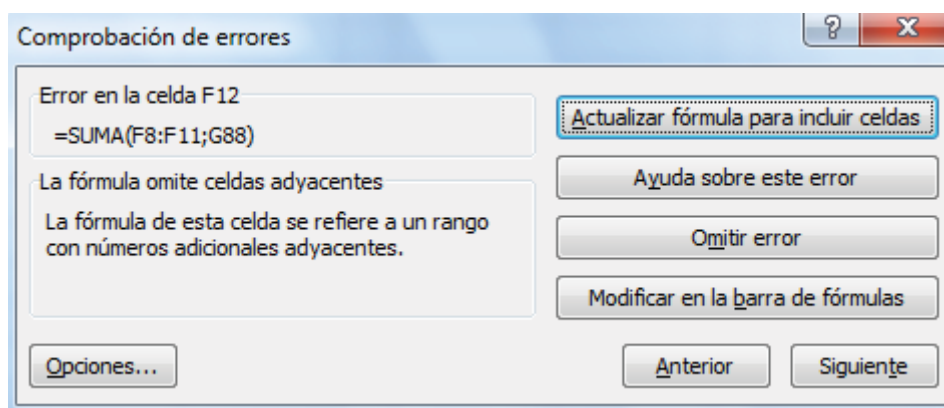 Comprobación de errores
Error en la celda F12
=SUMA(F8:F11;G88)
La fórmula omite celdas adyacentes
La fórmula de esta celda se refiere a un rango
con números adicionales adyacentes.
Actualizar fórmula para incluir celdas
Ayuda sobre este error
Omitir error
Modificar en la barra de fórmulas
Opciones...
Anterior
Siguiente